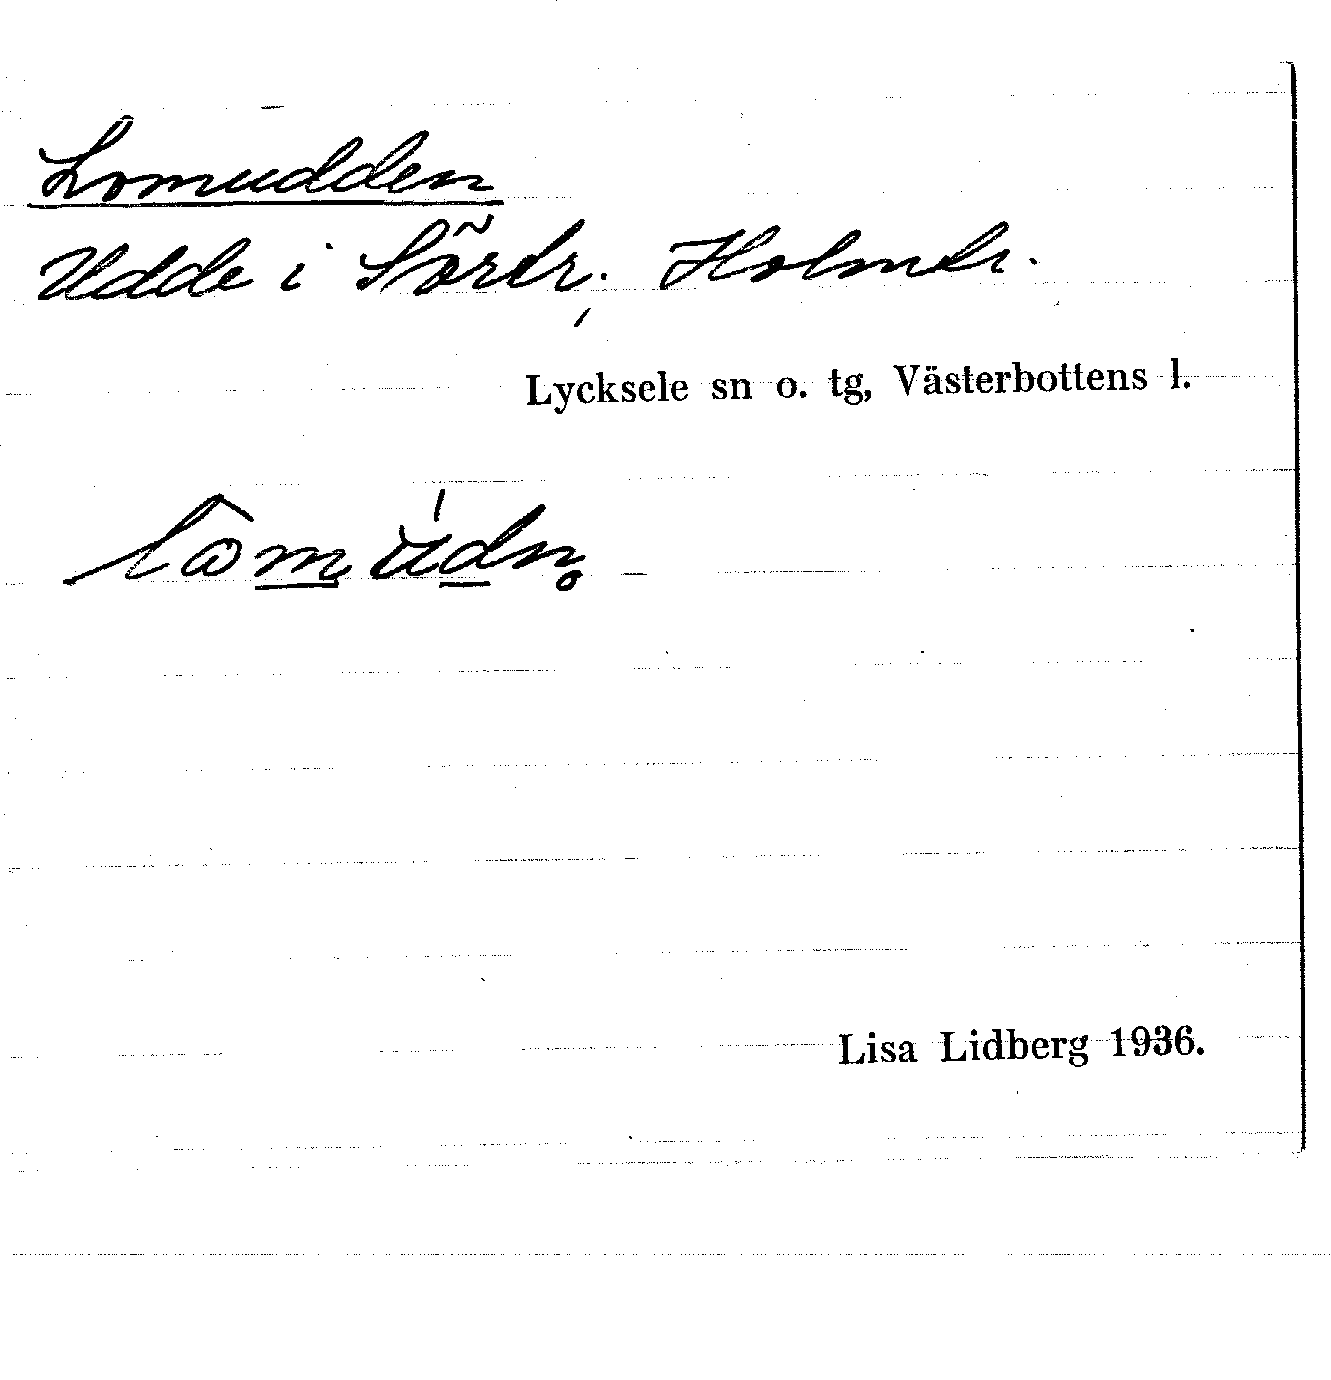 Lomudden
Udde i Sördr. Holmtr.
Lycksele sn o. tg, Västerbottens l.
Lisa Lidberg 1936.